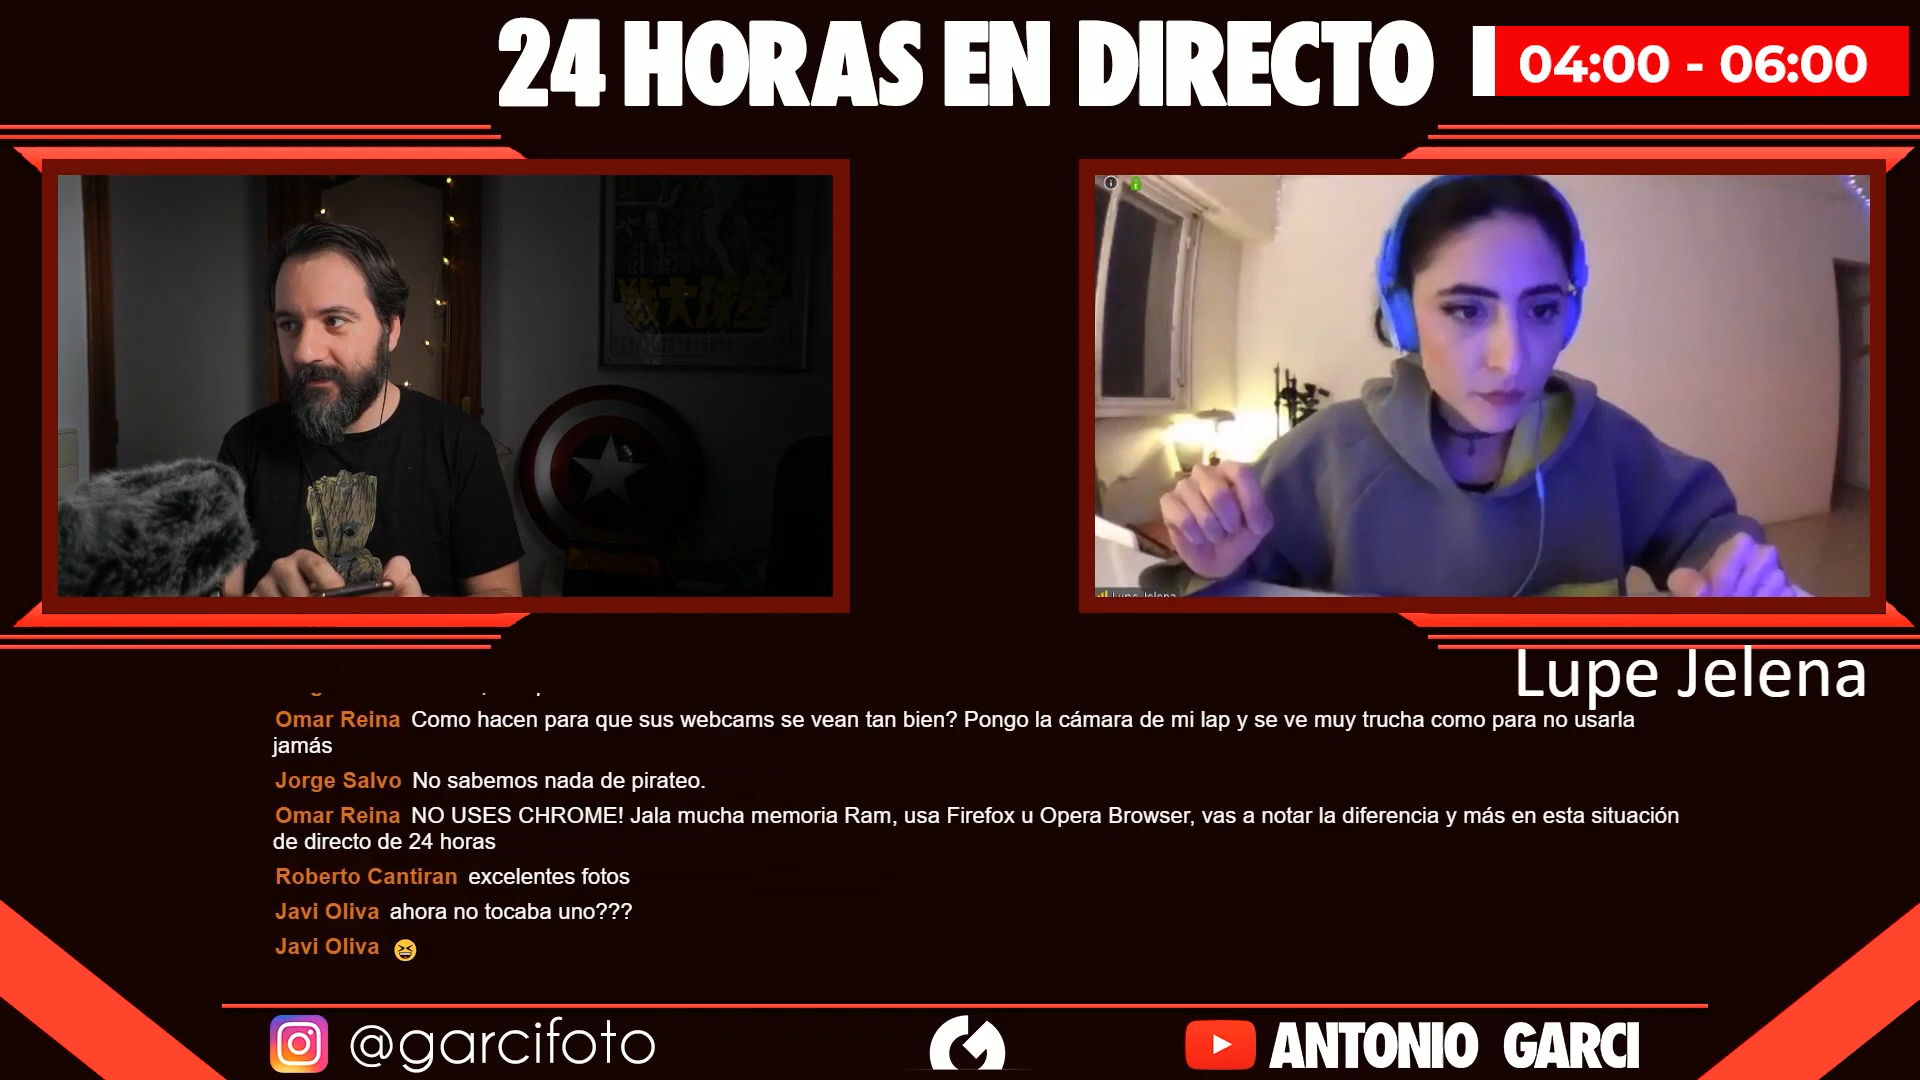 24 HORAS EN DIRECTO
04:00 - 06:00
Lupe Jelena
Lupe Jelena
Omar Reina Como hacen para que sus webcams se vean tan bien? Pongo la cámara de mi lap y se ve muy trucha como para no usarla
jamás
Jorge Salvo No sabemos nada de pirateo.
Omar Reina NO USES CHROME! Jala mucha memoria Ram, usa Firefox u Opera Browser, vas a notar la diferencia y más en esta situación
de directo de 24 horas
Roberto Cantiran excelentes fotos
Javi Oliva ahora no tocaba uno???
Javi Oliva 😆
@garcifoto
ANTONIO GARCI